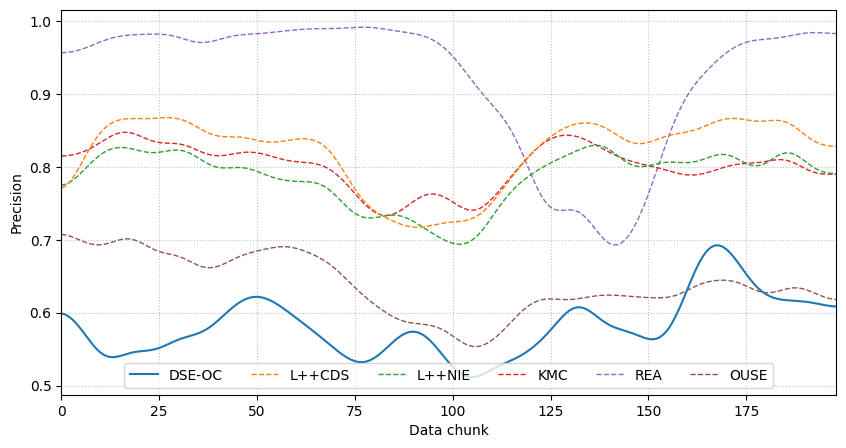 1.0
0.9
0.8
0.7
0.6
0.5
Precision
DSE-OC L++CDS L++NIE KMC REA OUSE
0 25 50 75 100 125 150 175
Data chunk